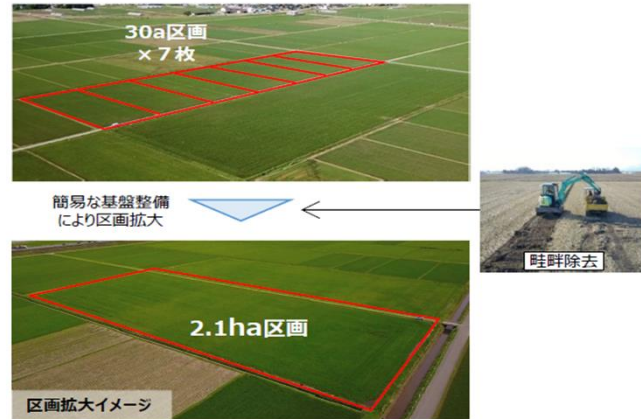 30a区画
×７枚
簡易な基盤整備
により区画拡大
畦畔除去
2.1ha区画
区画拡大イメージ